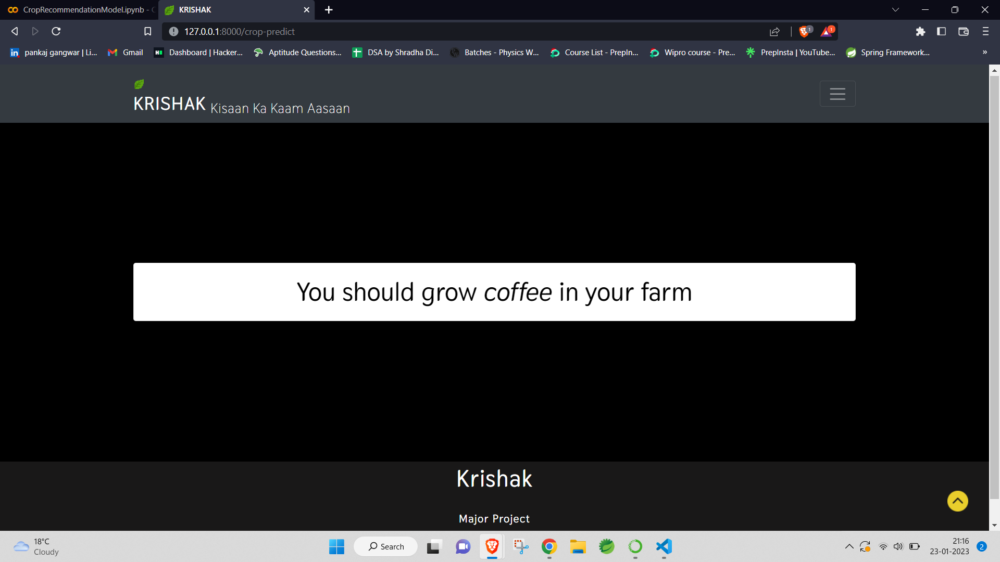 CropRecommendationModel.ipynb - C
KRISHAK
127.0.0.1:8000/crop-predict
1
1
pankaj gangwar | Li...
Gmail
Dashboard | Hacker...
Aptitude Questions...
DSA by Shradha Di...
Batches - Physics W...
Course List - PrepIn...
Wipro course - Pre...
PrepInsta | YouTube...
Spring Framework...
»
KRISHAK Kisaan Ka Kaam Aasaan
You should grow coffee in your farm
Krishak
Major Project
18°C
Cloudy
Search
21:16
23-01-2023
2